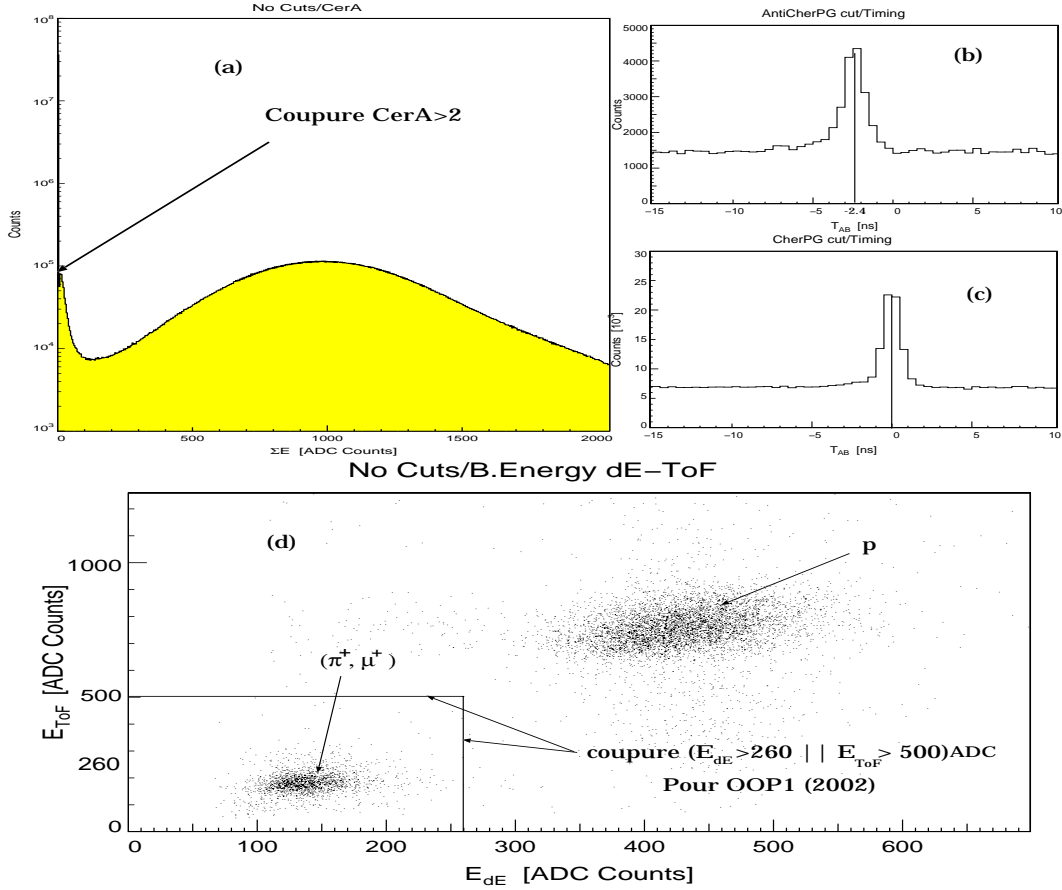 No Cuts/CerA
(a)
Coupure CerA>2
10^8
10^7
10^6
10^5
10^4
10^3
Counts
0
500
1000
1500
2000
ΣE [ADC Counts]
AntiCherPG cut/Timing
(b)
5000
4000
3000
2000
1000
0
Counts
−15
−10
−5
-2.4
0
5
10
T_AB [ns]
CherPG cut/Timing
(c)
30
25
20
15
10
5
0
Counts [10^3]
−15
−10
−5
0
5
10
T_AB [ns]
No Cuts/B.Energy dE−ToF
(d)
p
(π^+, μ^+)
1000
500
260
0
E_ToF [ADC Counts]
coupure (E_dE >260 || E_ToF > 500)ADC
Pour OOP1 (2002)
0
100
200
300
400
500
600
E_dE [ADC Counts]